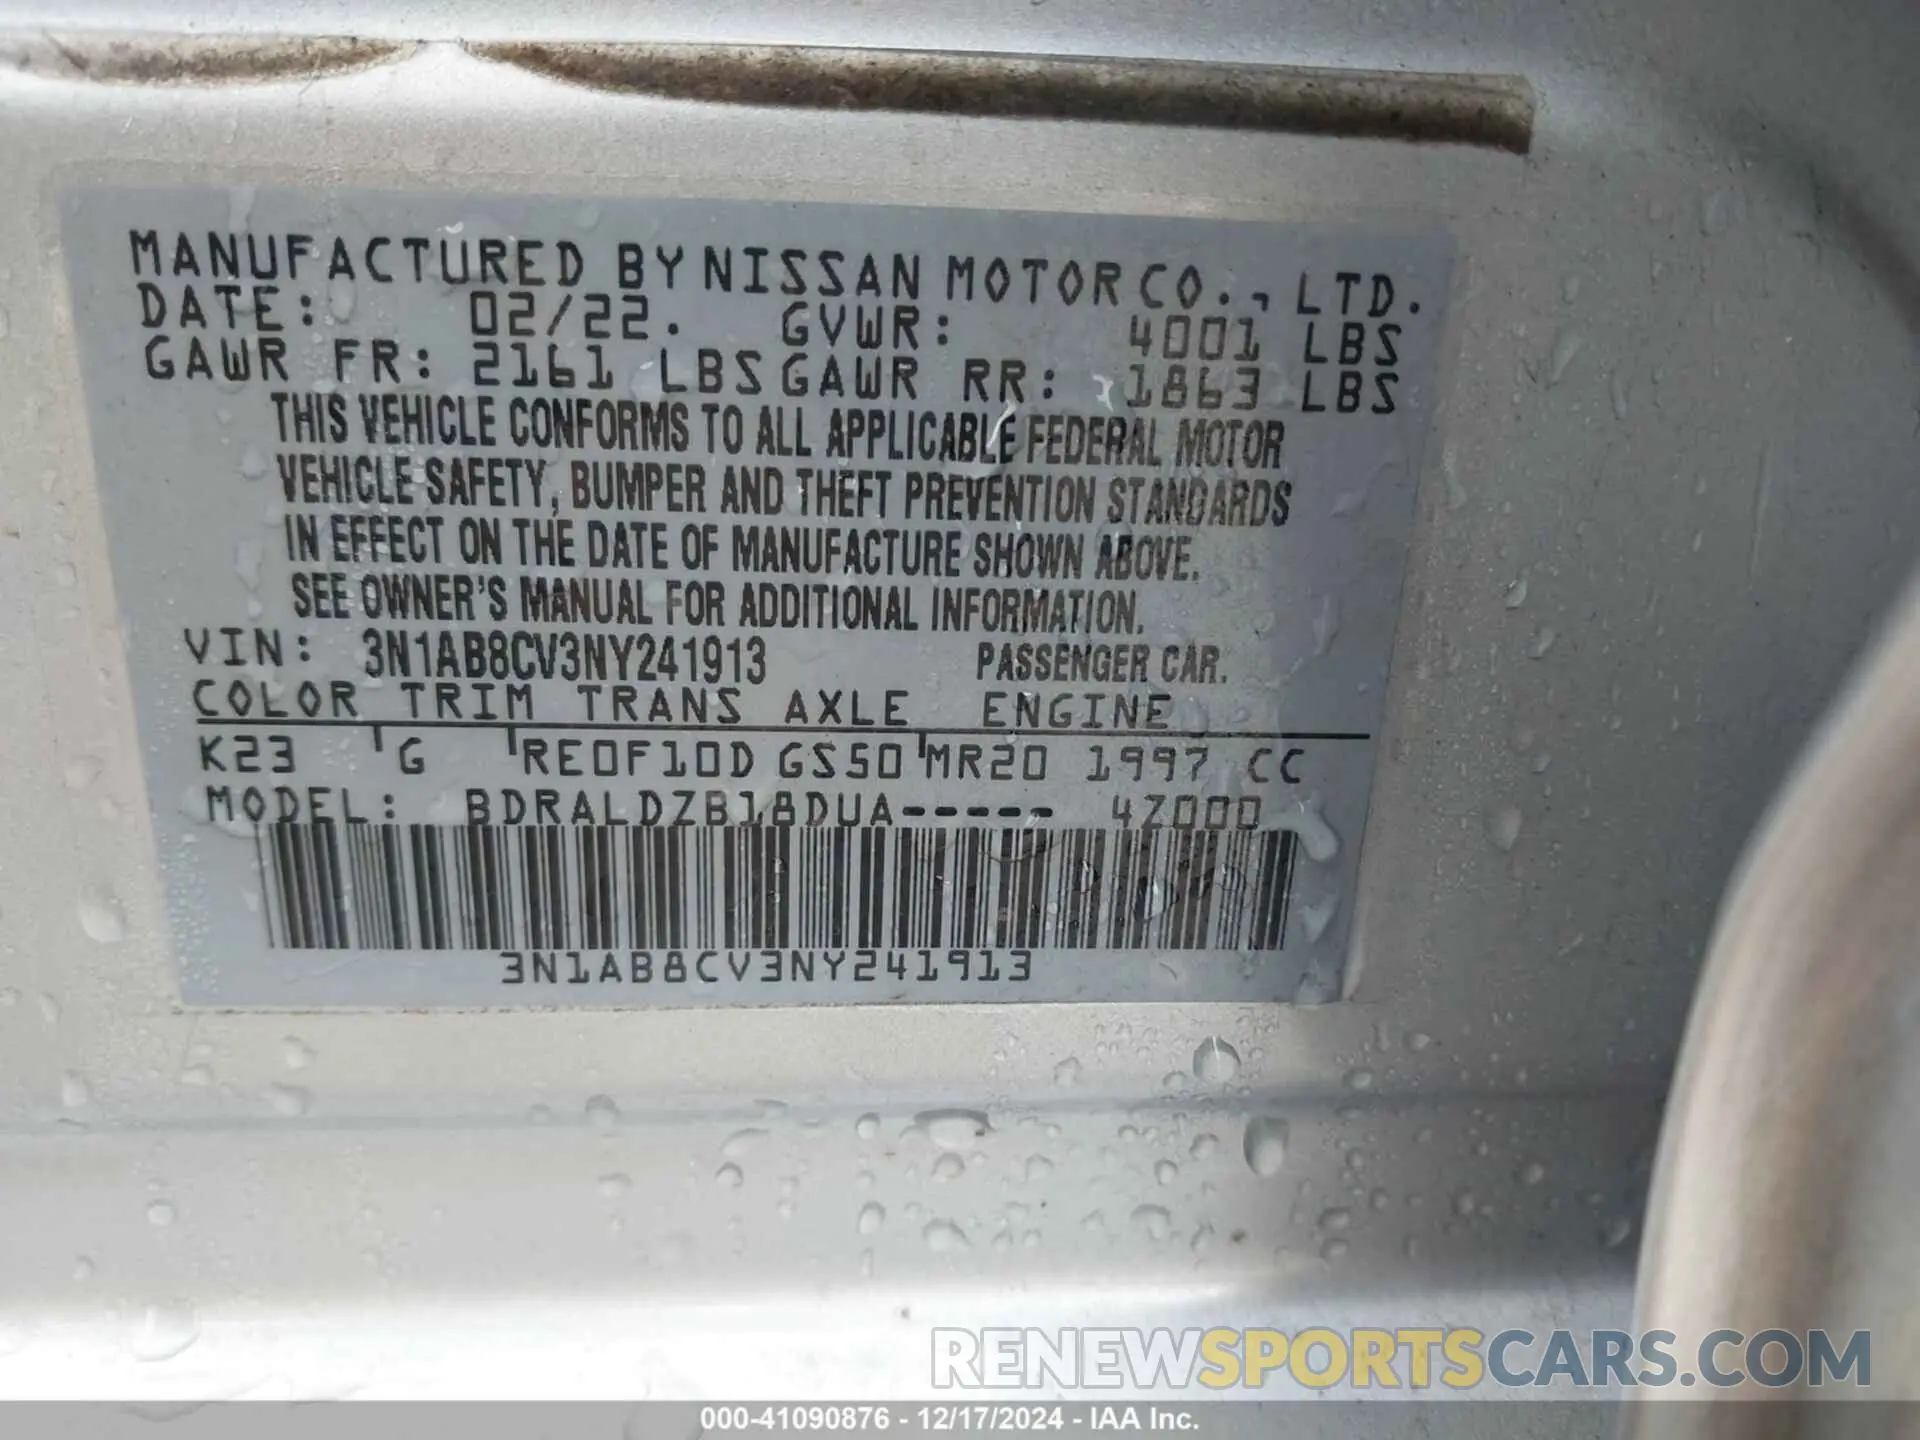 MANUFACTURED BY NISSAN MOTOR CO., LTD.
DATE: 02/22. GVWR: 4001 LBS
GAWR FR: 2161 LBS GAWR RR: 1863 LBS
THIS VEHICLE CONFORMS TO ALL APPLICABLE FEDERAL MOTOR
VEHICLE SAFETY, BUMPER AND THEFT PREVENTION STANDARDS
IN EFFECT ON THE DATE OF MANUFACTURE SHOWN ABOVE.
SEE OWNER'S MANUAL FOR ADDITIONAL INFORMATION.
VIN: 3N1AB8CV3NY241913 PASSENGER CAR.
COLOR TRIM TRANS AXLE ENGINE
K23 G RE0F10D GS50 MR20 1997 CC
MODEL: BDRALDZB18DUA----- 4Z000
3N1AB8CV3NY241913
RENEWSPORTSCARS.COM
000-41090876 - 12/17/2024 - IAA Inc.